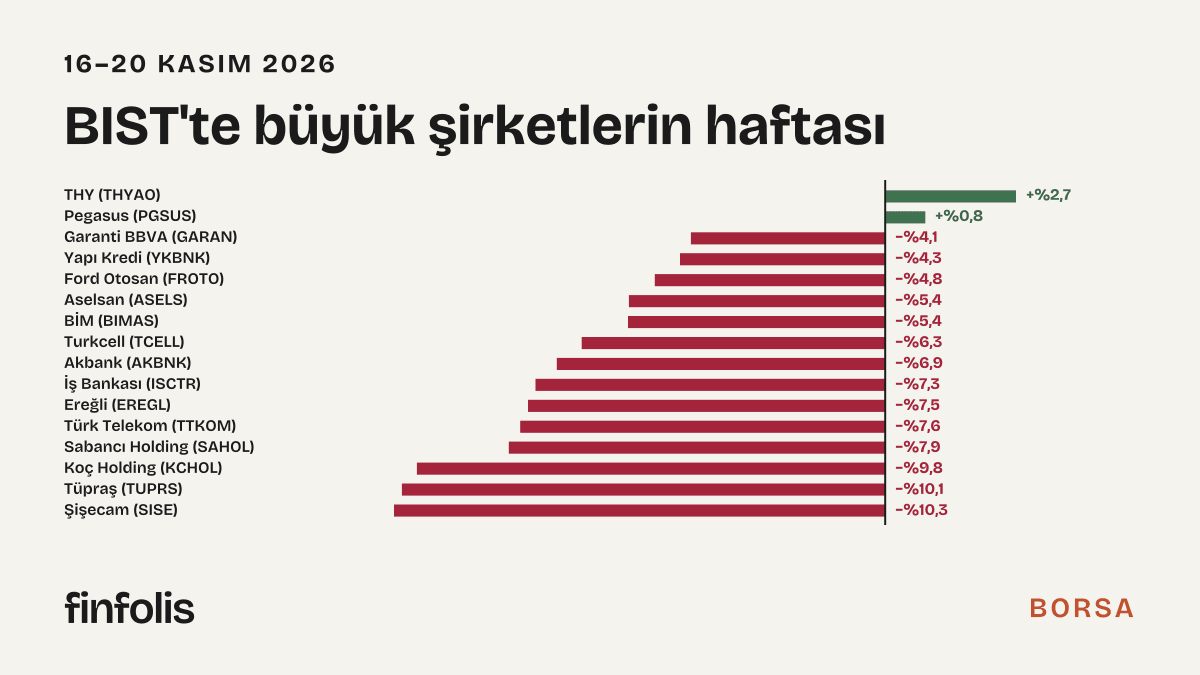 16–20 KASIM 2026
BIST'te büyük şirketlerin haftası
THY (THYAO) +%2,7
Pegasus (PGSUS) +%0,8
Garanti BBVA (GARAN) −%4,1
Yapı Kredi (YKBNK) −%4,3
Ford Otosan (FROTO) −%4,8
Aselsan (ASELS) −%5,4
BİM (BIMAS) −%5,4
Turkcell (TCELL) −%6,3
Akbank (AKBNK) −%6,9
İş Bankası (ISCTR) −%7,3
Ereğli (EREGL) −%7,5
Türk Telekom (TTKOM) −%7,6
Sabancı Holding (SAHOL) −%7,9
Koç Holding (KCHOL) −%9,8
Tüpraş (TUPRS) −%10,1
Şişecam (SISE) −%10,3
finfolis
BORSA